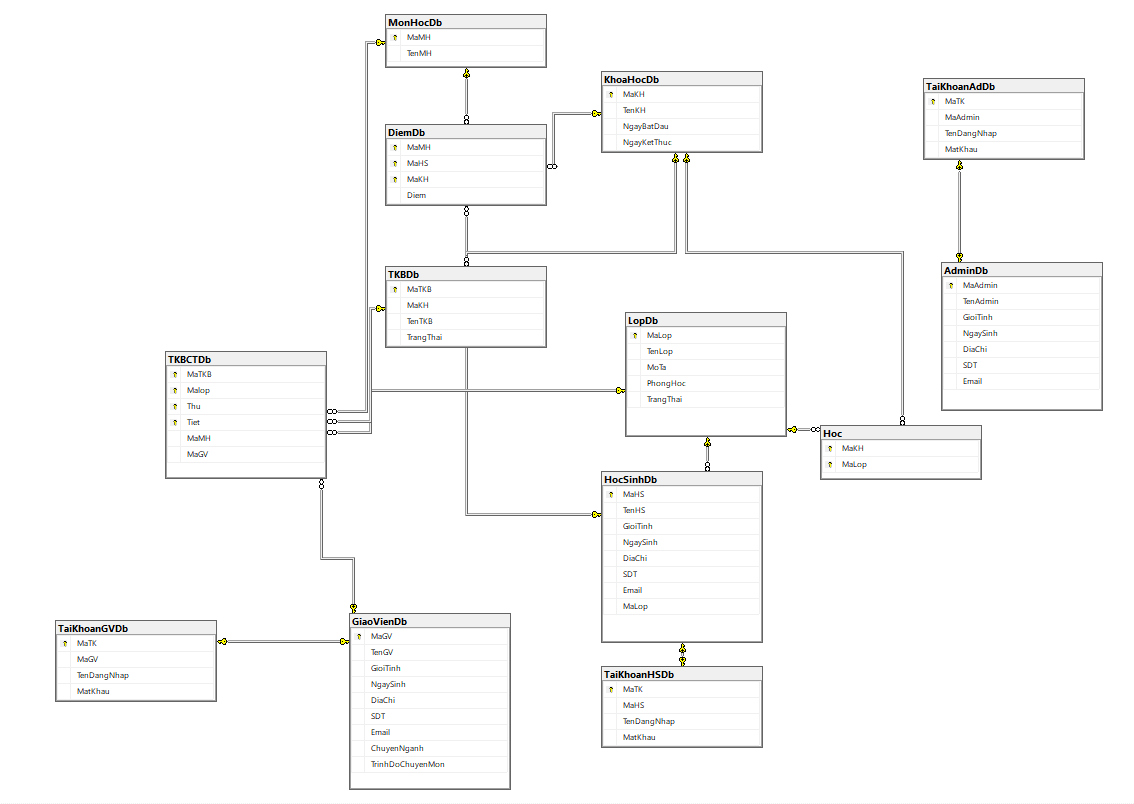 MonHocDb
MaMH
TenMH
KhoaHocDb
MaKH
TenKH
NgayBatDau
NgayKetThuc
TaiKhoanAdDb
MaTK
MaAdmin
TenDangNhap
MatKhau
DiemDb
MaMH
MaHS
MaKH
Diem
TKBDb
MaTKB
MaKH
TenTKB
TrangThai
AdminDb
MaAdmin
TenAdmin
GioiTinh
NgaySinh
DiaChi
SDT
Email
LopDb
MaLop
TenLop
MoTa
PhongHoc
TrangThai
TKBCTDb
MaTKB
Malop
Thu
Tiet
MaMH
MaGV
Hoc
MaKH
MaLop
HocSinhDb
MaHS
TenHS
GioiTinh
NgaySinh
DiaChi
SDT
Email
MaLop
TaiKhoanGVDb
MaTK
MaGV
TenDangNhap
MatKhau
GiaoVienDb
MaGV
TenGV
GioiTinh
NgaySinh
DiaChi
SDT
Email
ChuyenNganh
TrinhDoChuyenMon
TaiKhoanHSDb
MaTK
MaHS
TenDangNhap
MatKhau